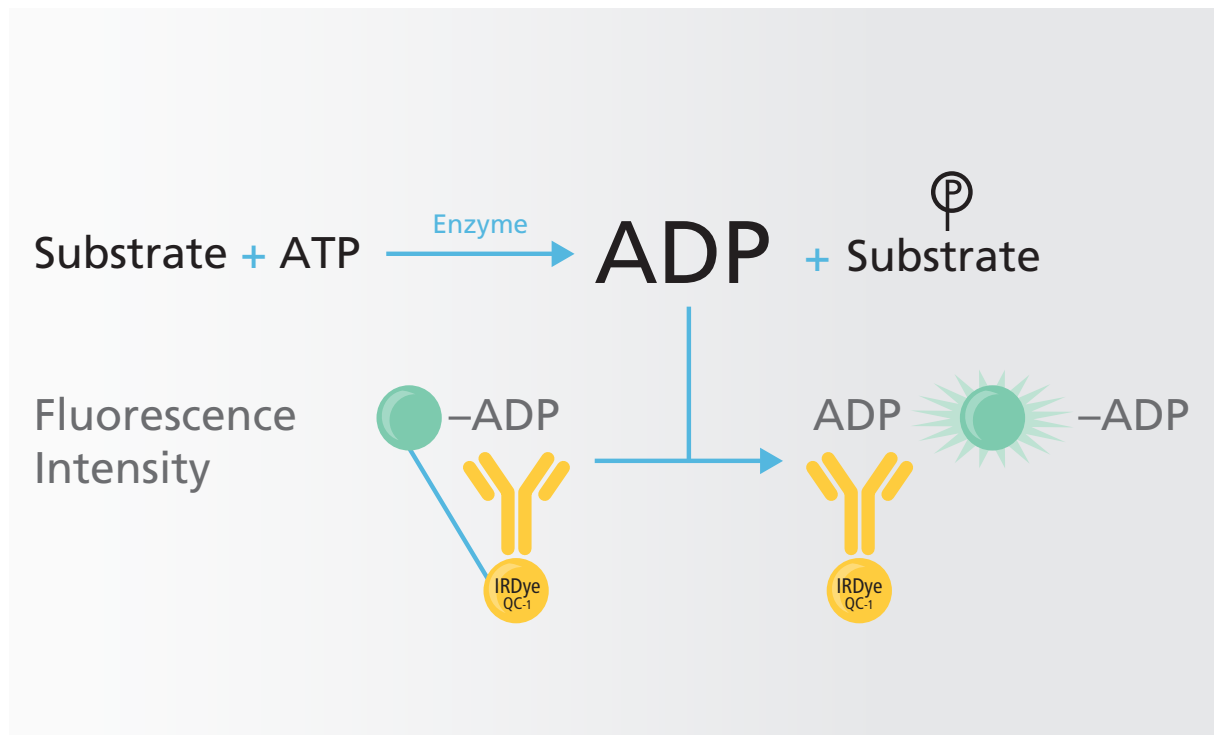 P
Substrate + ATP
Enzyme
ADP + Substrate
Fluorescence
Intensity
–ADP
ADP
–ADP
IRDye
QC-1
IRDye
QC-1